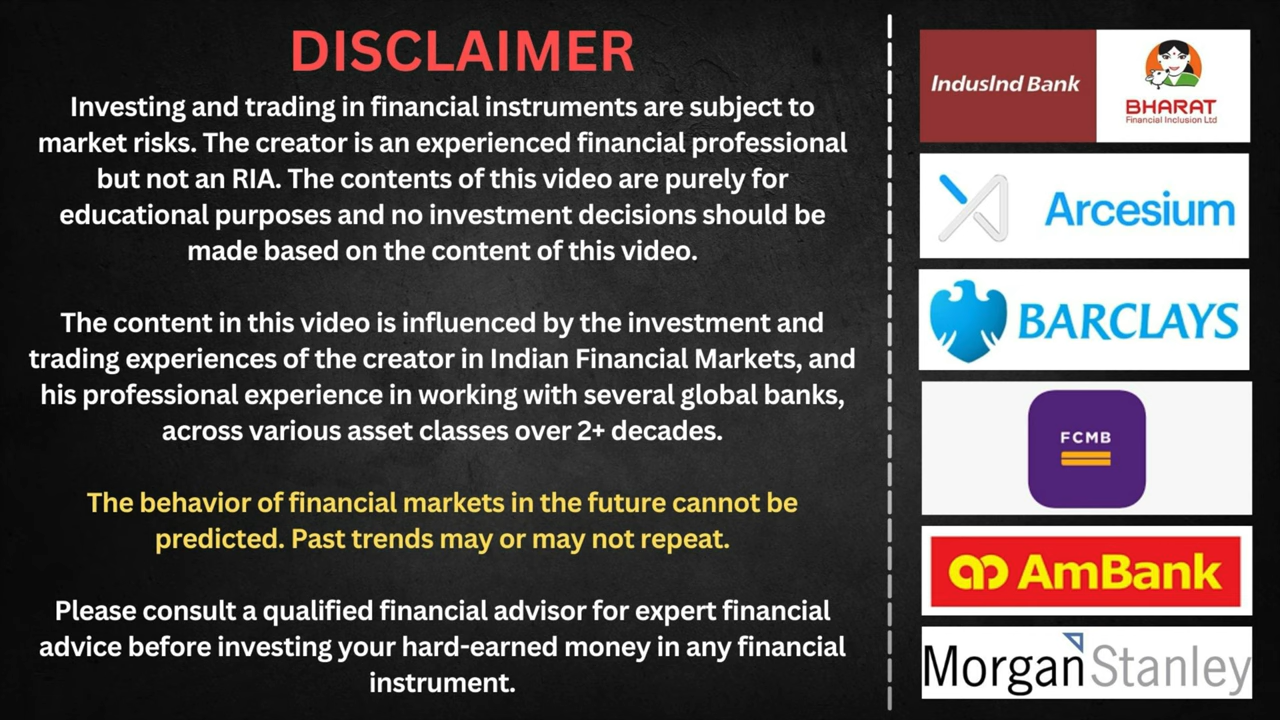 DISCLAIMER
Investing and trading in financial instruments are subject to
market risks. The creator is an experienced financial professional
but not an RIA. The contents of this video are purely for
educational purposes and no investment decisions should be
made based on the content of this video.
The content in this video is influenced by the investment and
trading experiences of the creator in Indian Financial Markets, and
his professional experience in working with several global banks,
across various asset classes over 2+ decades.
The behavior of financial markets in the future cannot be
predicted. Past trends may or may not repeat.
Please consult a qualified financial advisor for expert financial
advice before investing your hard-earned money in any financial
instrument.
IndusInd Bank
BHARAT
Financial Inclusion Ltd
Arcesium
BARCLAYS
FCMB
AmBank
Morgan Stanley